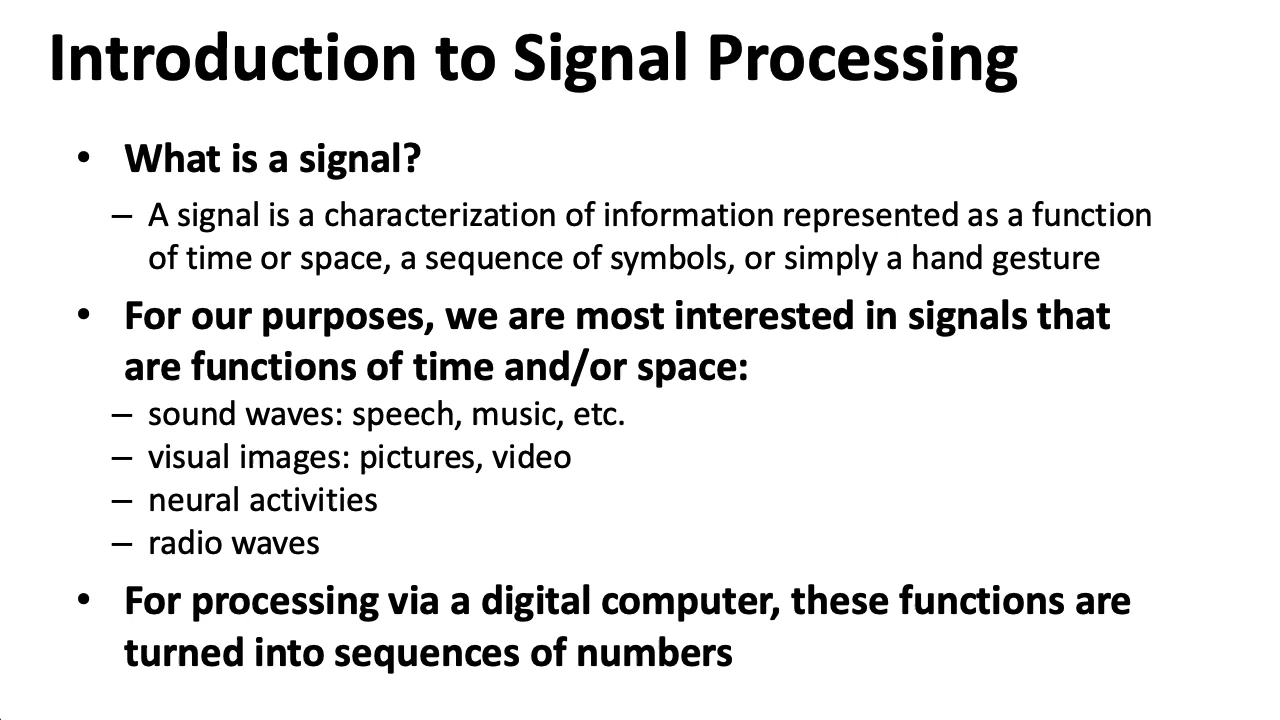 Introduction to Signal Processing
• What is a signal?
– A signal is a characterization of information represented as a function
of time or space, a sequence of symbols, or simply a hand gesture
• For our purposes, we are most interested in signals that
are functions of time and/or space:
– sound waves: speech, music, etc.
– visual images: pictures, video
– neural activities
– radio waves
• For processing via a digital computer, these functions are
turned into sequences of numbers